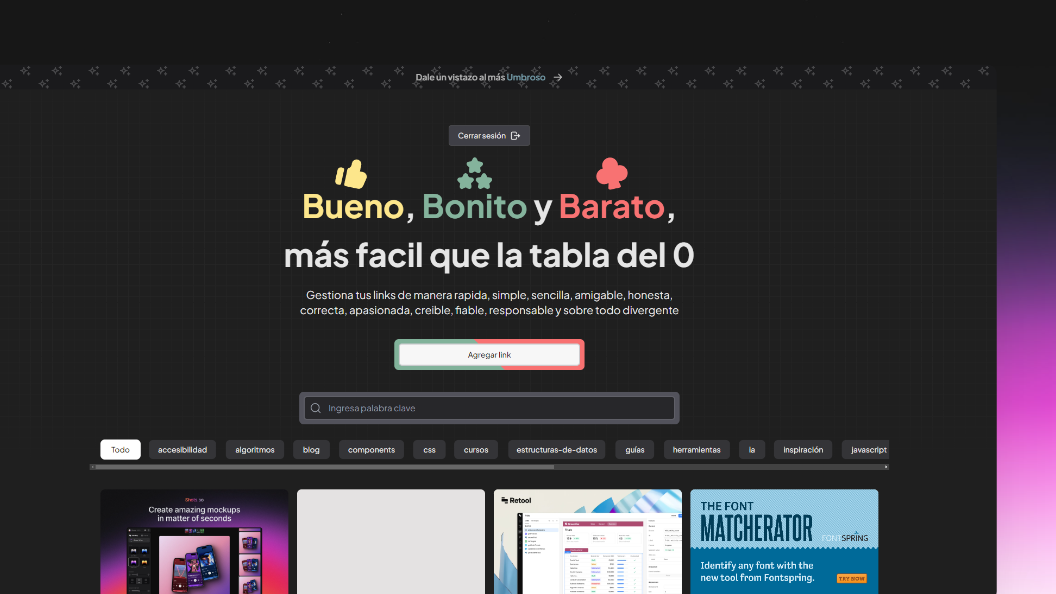 Dale un vistazo al más Umbroso
Cerrar sesión
Bueno, Bonito y Barato,
más facil que la tabla del 0
Gestiona tus links de manera rapida, simple, sencilla, amigable, honesta,
correcta, apasionada, creible, fiable, responsable y sobre todo divergente
Agregar link
Ingresa palabra clave
Todo accesibilidad algoritmos blog components css cursos estructuras-de-datos guías herramientas ia inspiración javascript
Shots so
Create amazing mockups
in matter of seconds
Retool
THE FONT
MATCHERATOR
FONTSPRING
Identify any font with the
new tool from Fontspring.
TRY NOW